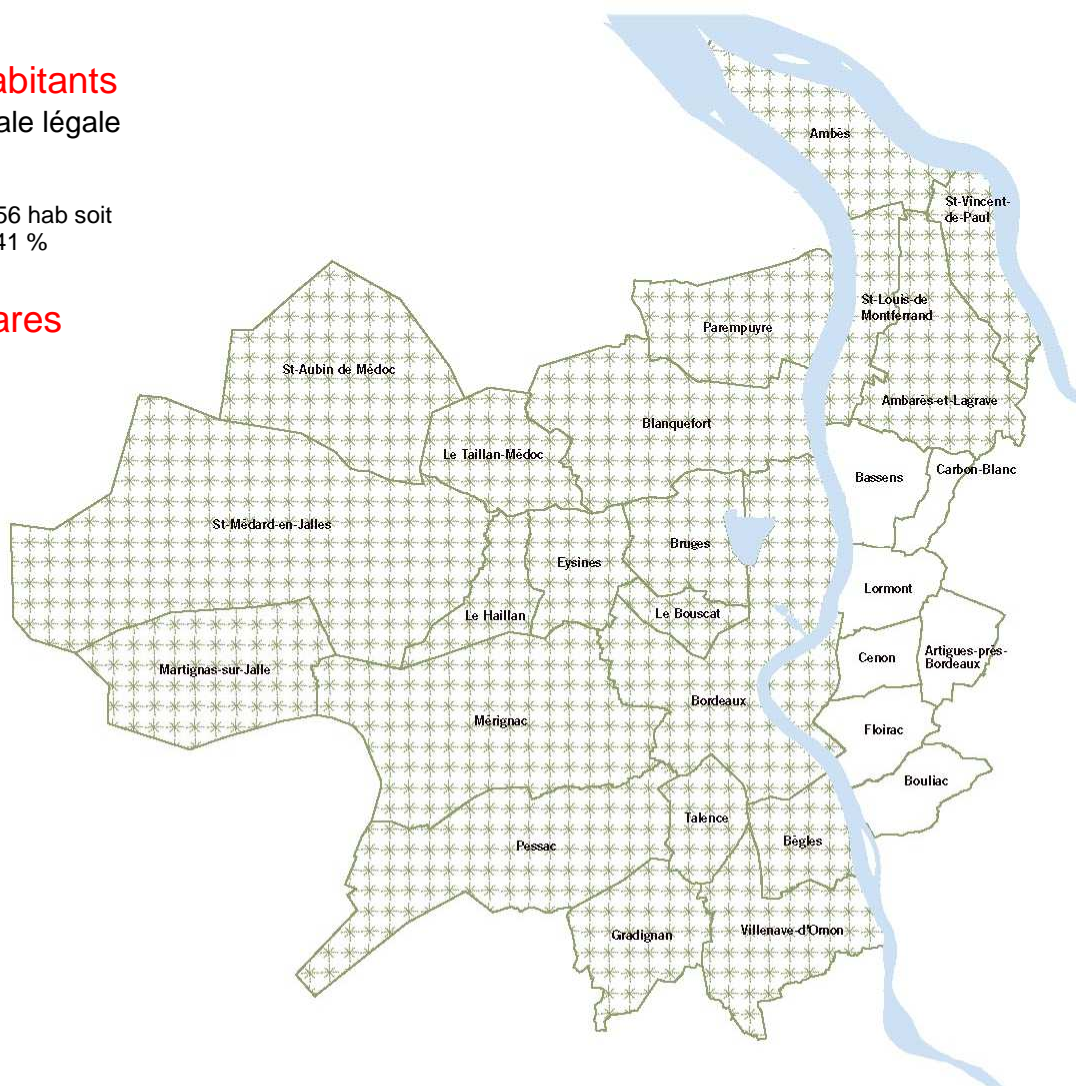 abitants
ale légale
56 hab soit
41 %
ares
Ambès
St-Vincent-
de-Paul
St-Louis-de
Montferrand
Parempuyre
St-Aubin de Médoc
Ambarès-et-Lagrave
Blanquefort
Le Taillan-Médoc
Carbon-Blanc
Bassens
St-Médard-en-Jalles
Bruges
Eysines
Lormont
Le Haillan
Le Bouscat
Artigues-près-
Bordeaux
Cenon
Martignas-sur-Jalle
Bordeaux
Mérignac
Floirac
Bouliac
Talence
Bègles
Pessac
Gradignan
Villenave-d'Ornon